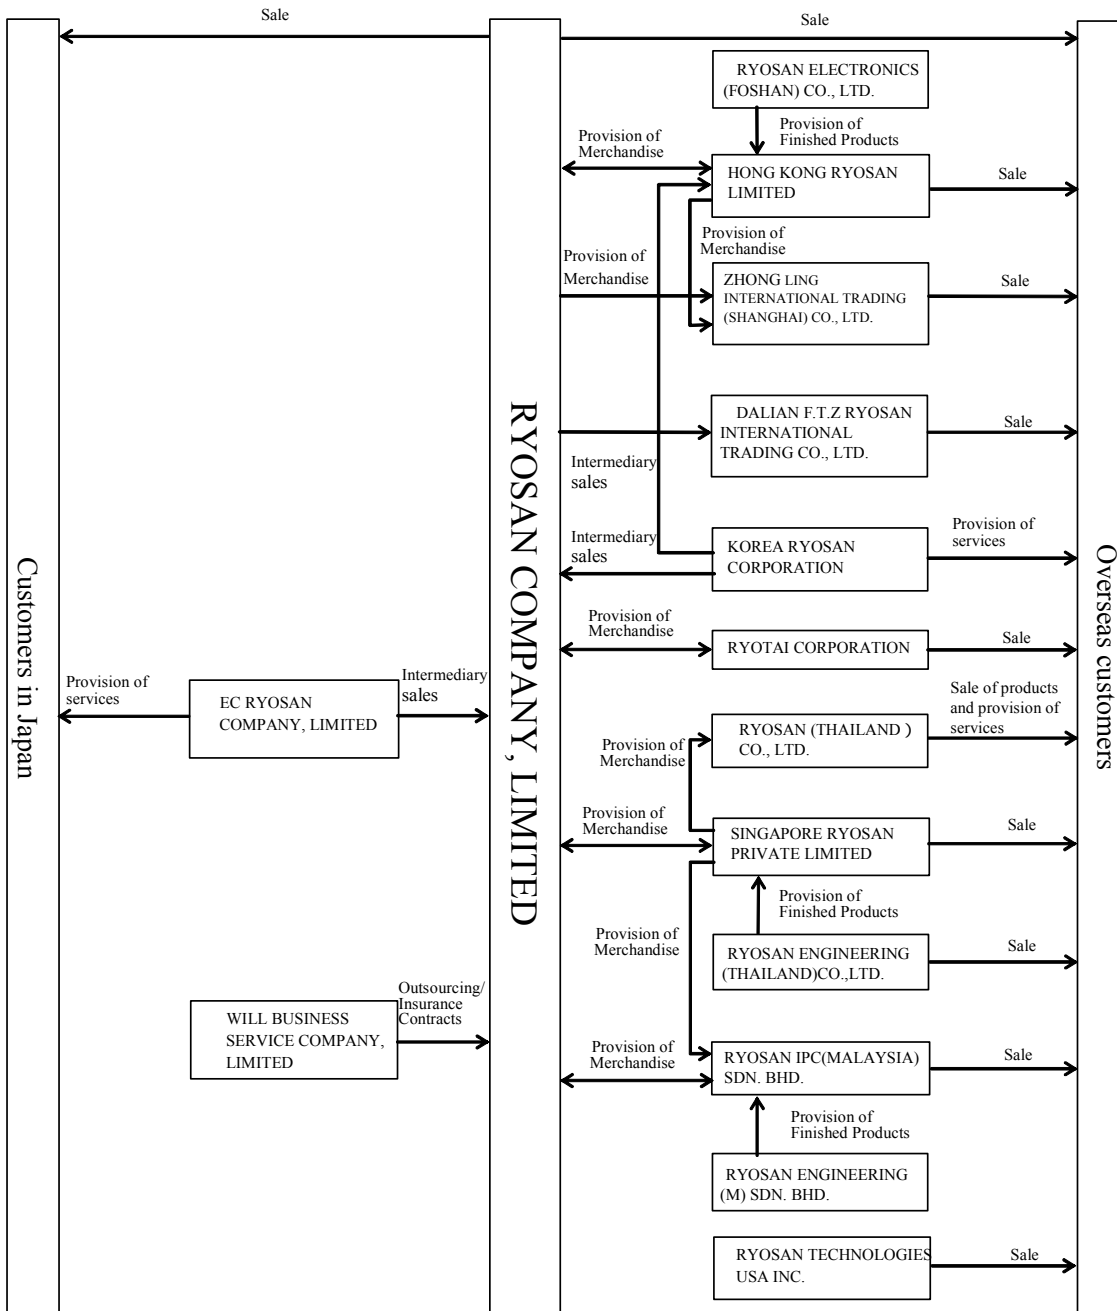 Sale
Sale
RYOSAN ELECTRONICS
(FOSHAN) CO., LTD.
Provision of
Finished Products
Provision of
Merchandise
HONG KONG RYOSAN
LIMITED
Sale
Provision of
Merchandise
Provision of
Merchandise
ZHONG LING
INTERNATIONAL TRADING
(SHANGHAI) CO., LTD.
Sale
DALIAN F.T.Z RYOSAN
INTERNATIONAL
TRADING CO., LTD.
Sale
Intermediary
sales
Intermediary
sales
KOREA RYOSAN
CORPORATION
Provision of
services
Provision of
Merchandise
RYOTAI CORPORATION
Sale
Customers in Japan
RYOSAN COMPANY, LIMITED
Overseas customers
Provision of
services
EC RYOSAN
COMPANY, LIMITED
Intermediary
sales
Provision of
Merchandise
RYOSAN (THAILAND )
CO., LTD.
Sale of products
and provision of
services
Provision of
Merchandise
SINGAPORE RYOSAN
PRIVATE LIMITED
Sale
Provision of
Finished Products
Provision of
Merchandise
RYOSAN ENGINEERING
(THAILAND)CO.,LTD.
Sale
WILL BUSINESS
SERVICE COMPANY,
LIMITED
Outsourcing/
Insurance
Contracts
Provision of
Merchandise
RYOSAN IPC(MALAYSIA)
SDN. BHD.
Sale
Provision of
Finished Products
RYOSAN ENGINEERING
(M) SDN. BHD.
RYOSAN TECHNOLOGIES
USA INC.
Sale